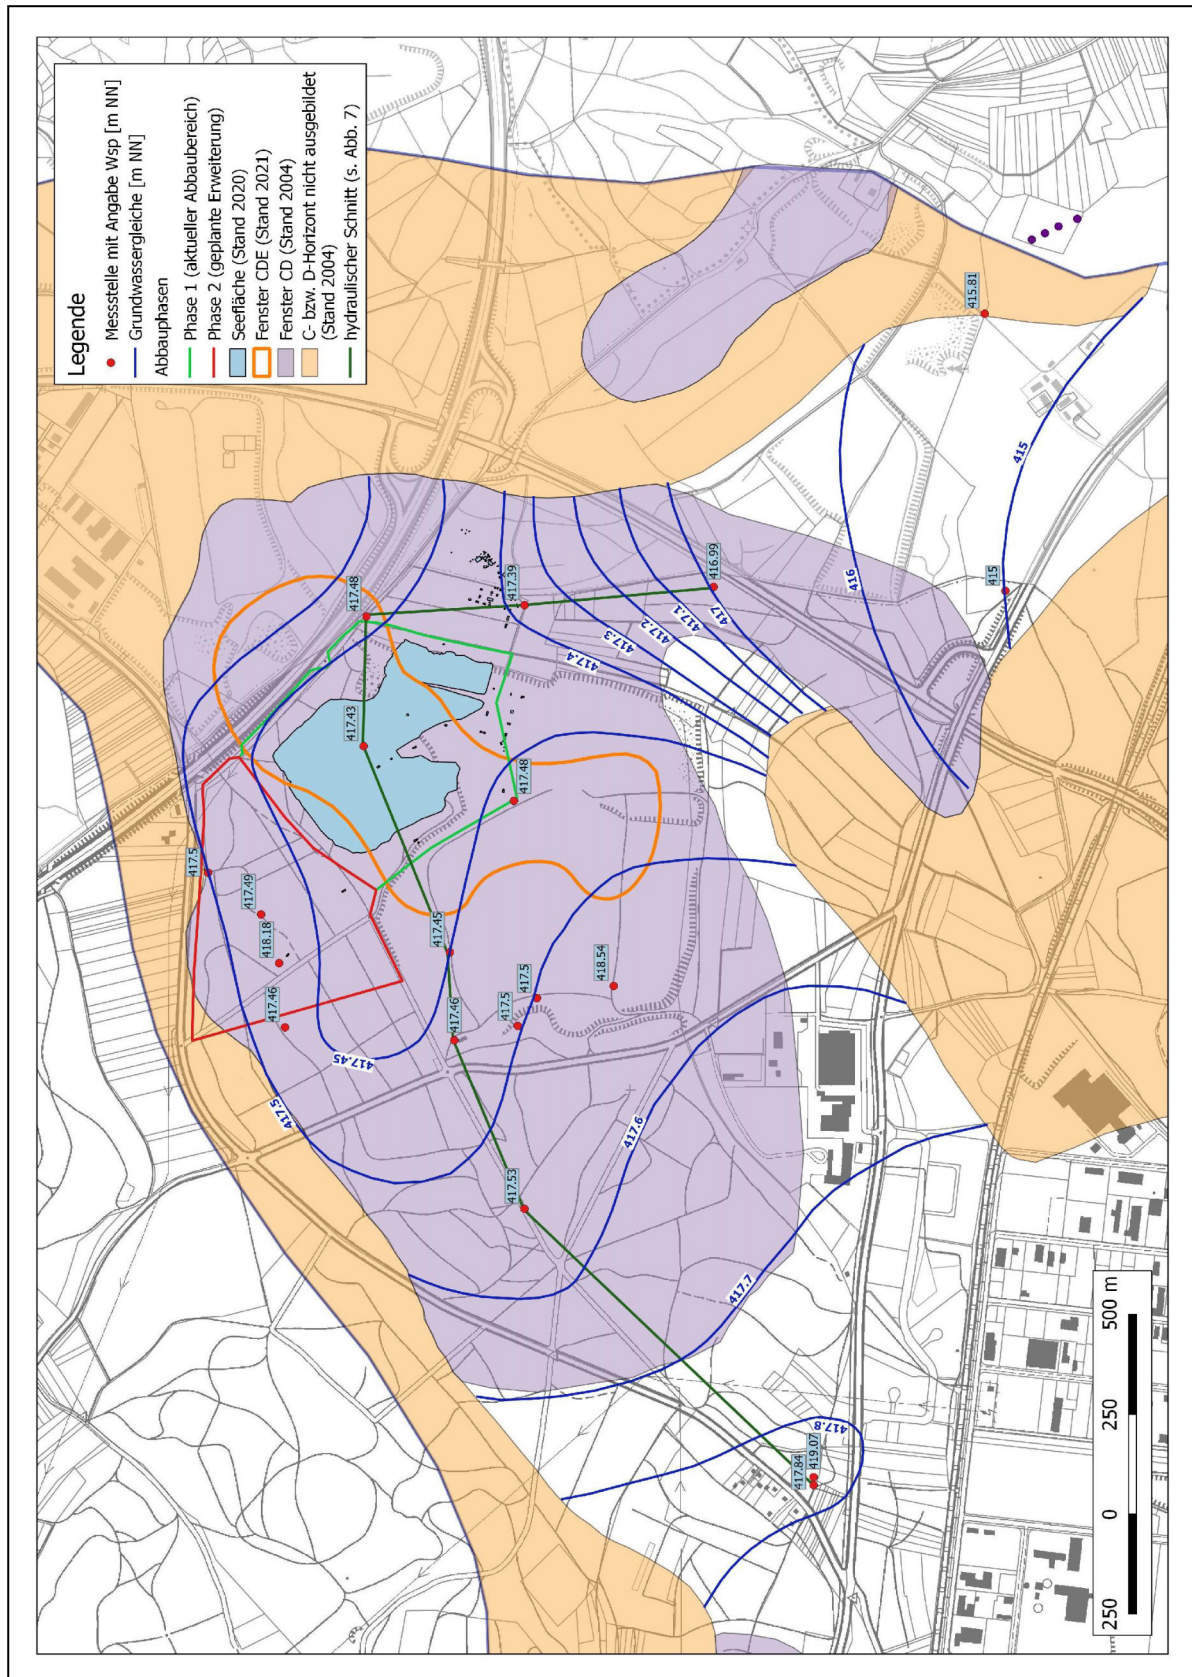 Legende
Messstelle mit Angabe Wsp [m NN]
Grundwassergleiche [m NN]
Abbauphasen
Phase 1 (aktueller Abbaubereich)
Phase 2 (geplante Erweiterung)
Seefläche (Stand 2020)
Fenster CDE (Stand 2021)
Fenster CD (Stand 2004)
C- bzw. D-Horizont nicht ausgebildet
(Stand 2004)
hydraulischer Schnitt (s. Abb. 7)
417.5
417.49
418.18
417.46
417.48
417.43
417.39
416.99
417.48
417.45
417.46
417.5
417.5
418.54
417.53
417.84
419.07
415.81
415
417.5
417.45
417.4
417.3
417.2
417.1
417
416
415
417.6
417.7
417.8
250
0
250
500 m